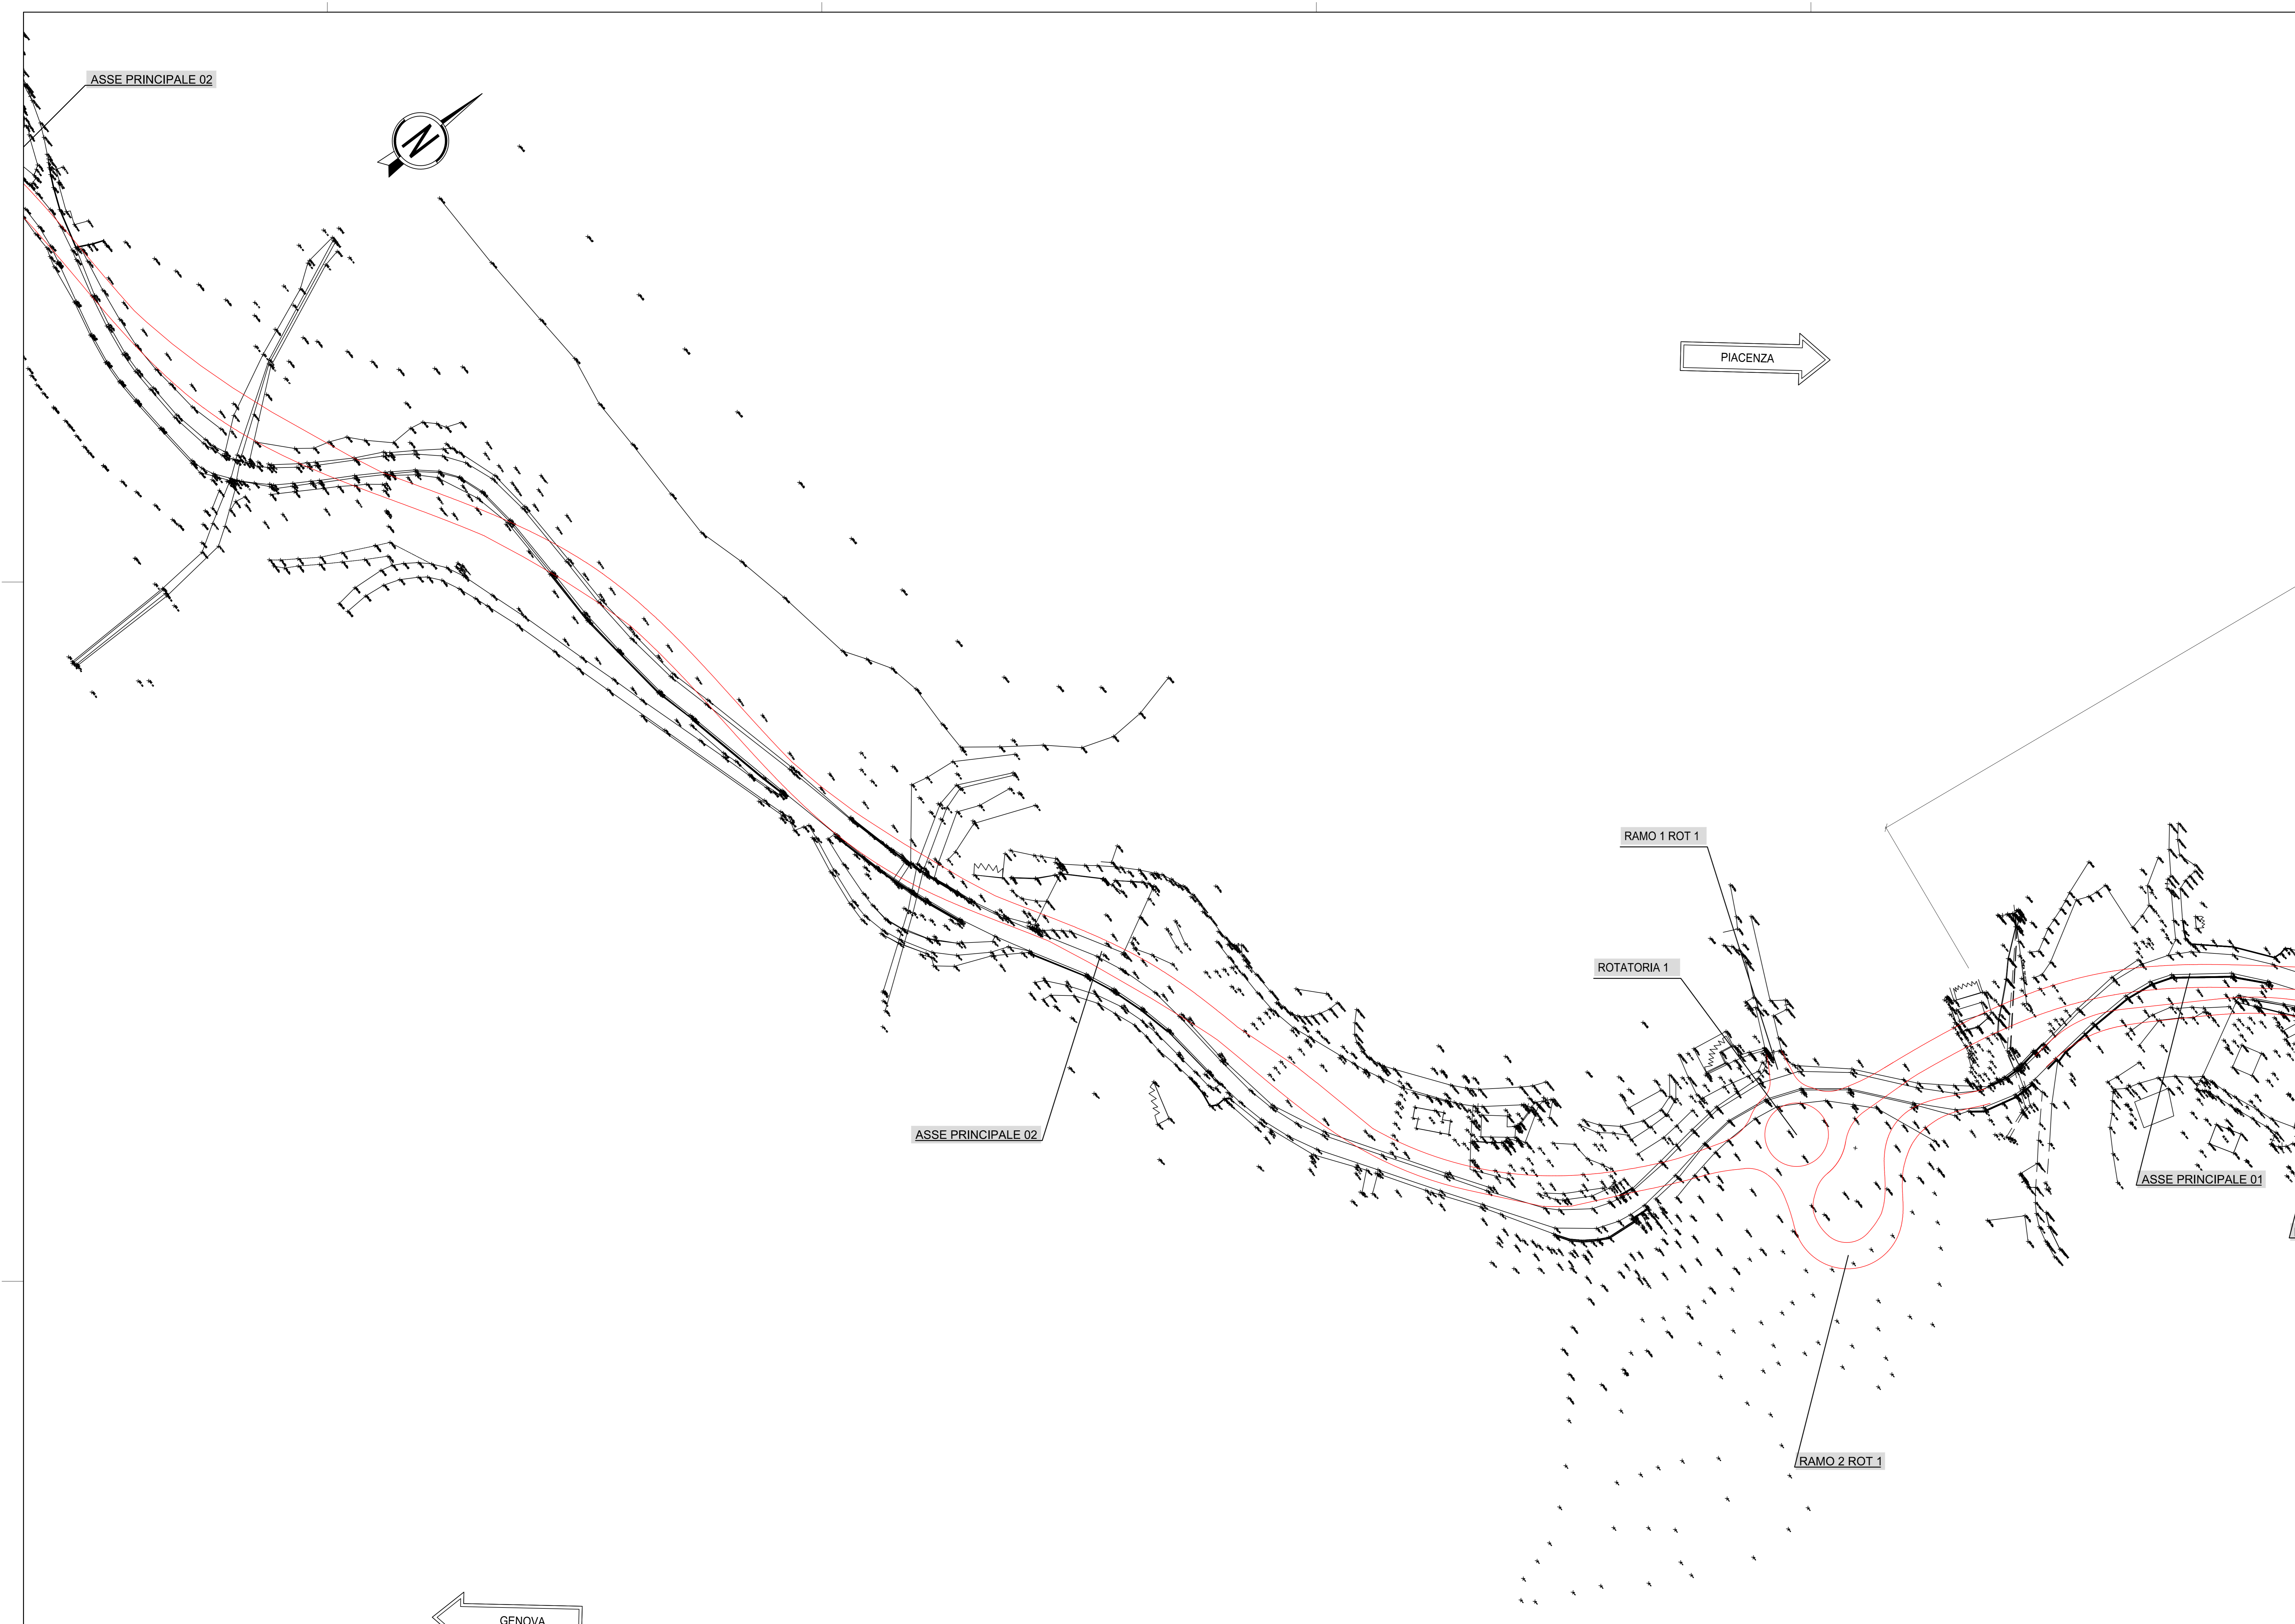 ASSE PRINCIPALE 02
N
PIACENZA
RAMO 1 ROT 1
ROTATORIA 1
ASSE PRINCIPALE 02
ASSE PRINCIPALE 01
RAMO 2 ROT 1
GENOVA